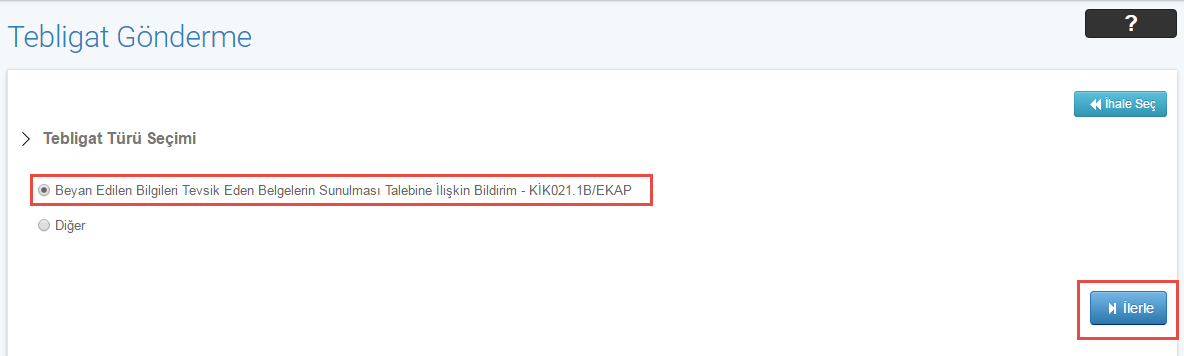 ?
Tebligat Gönderme
İhale Seç
Tebligat Türü Seçimi
Beyan Edilen Bilgileri Tevsik Eden Belgelerin Sunulması Talebine İlişkin Bildirim - KİK021.1B/EKAP
Diğer
İlerle